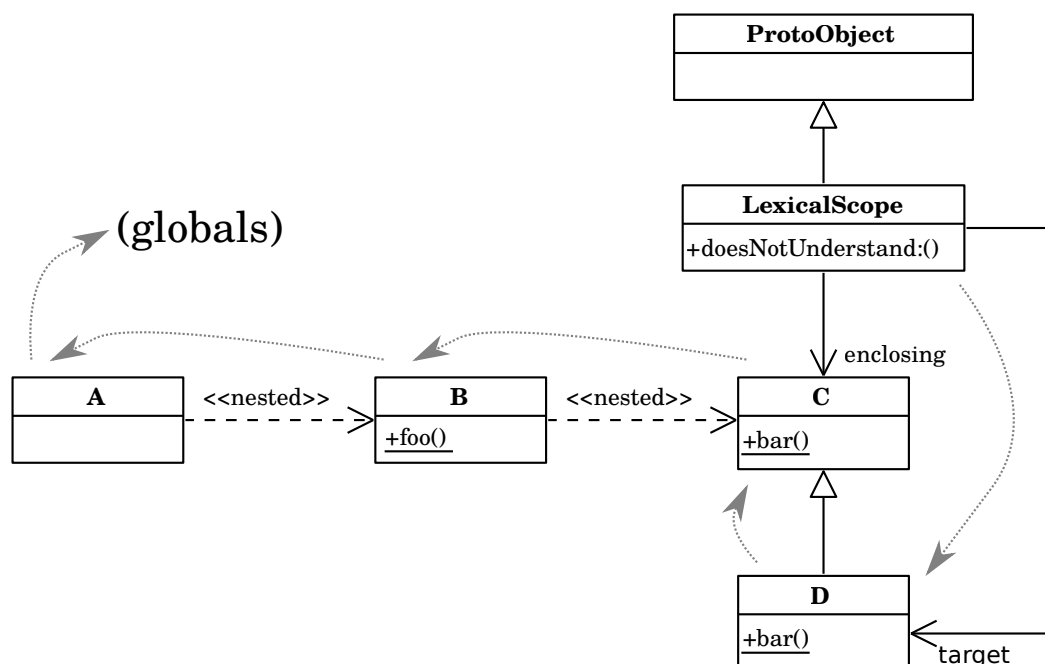 ProtoObject
LexicalScope
+doesNotUnderstand:()
(globals)
enclosing
A
<<nested>>
B
<<nested>>
C
+foo()
+bar()
D
+bar()
target